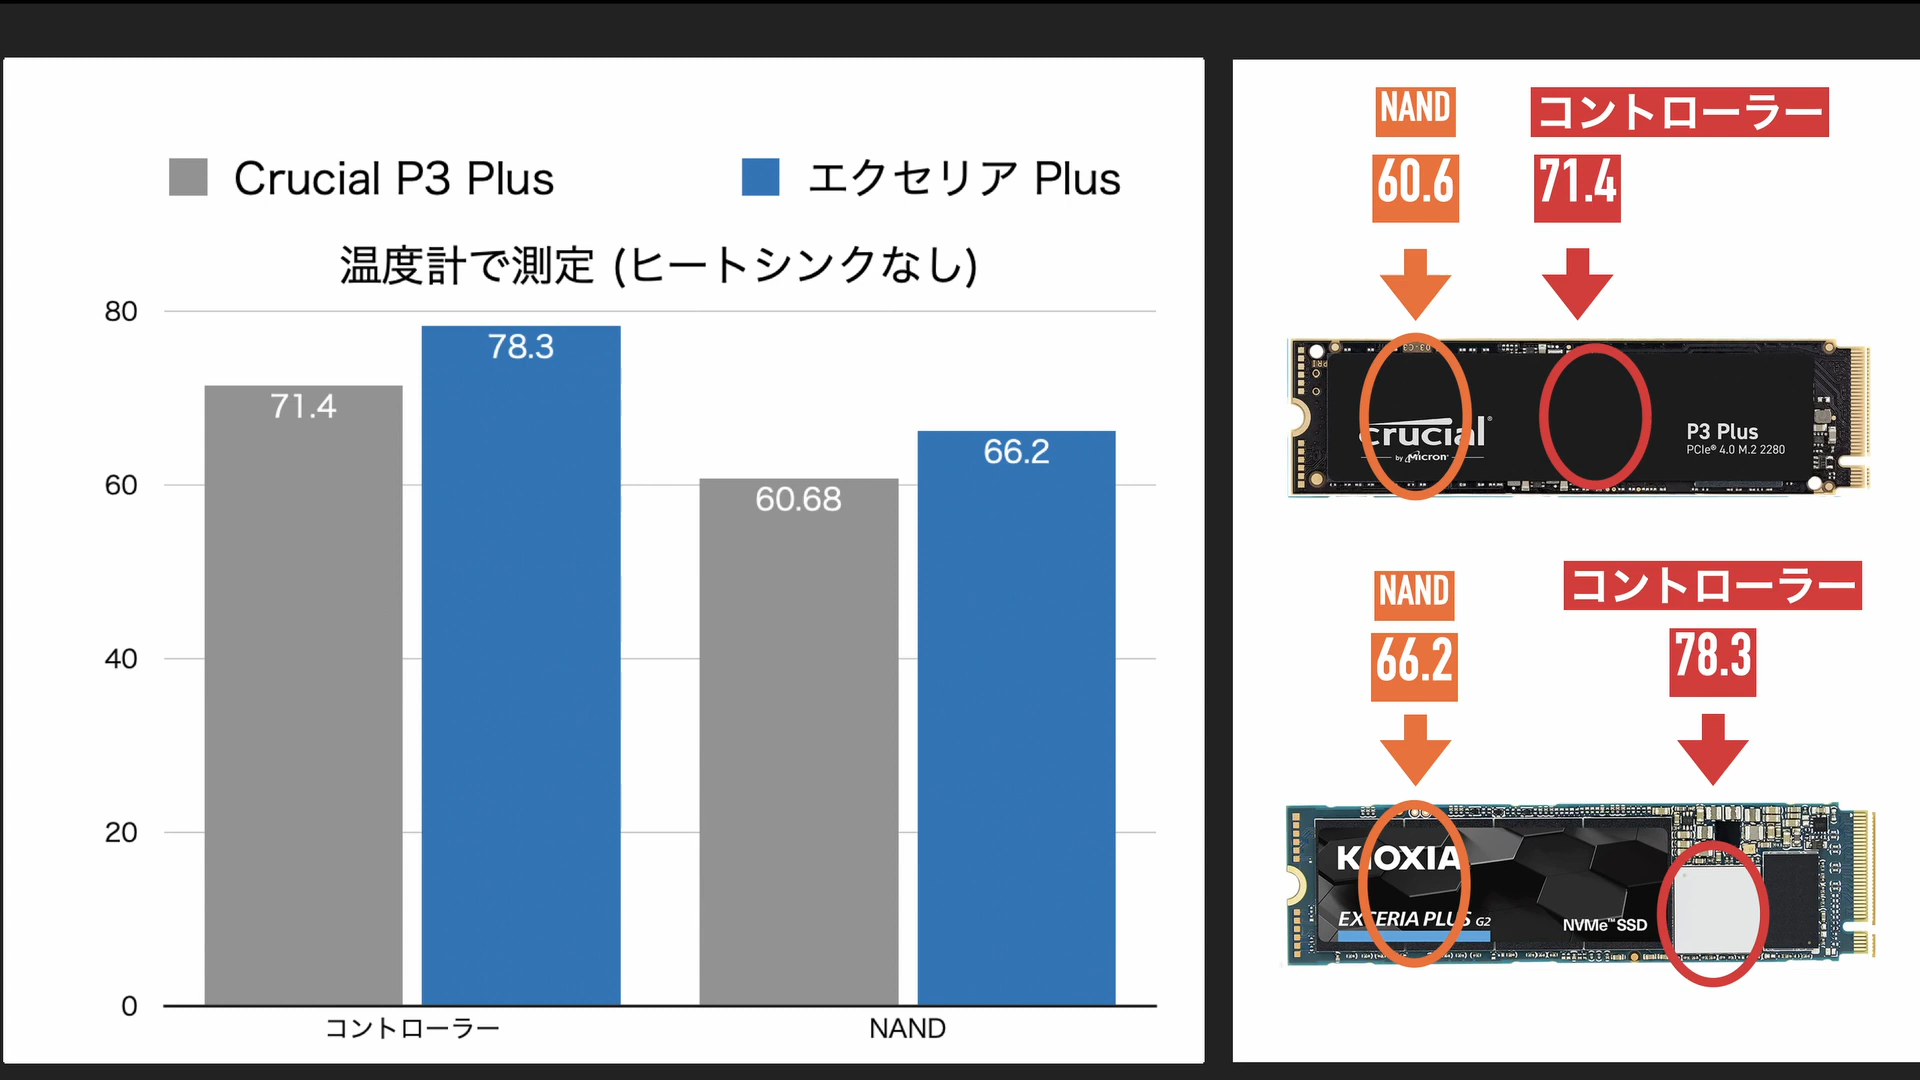 Crucial P3 Plus
エクセリア Plus
温度計で測定 (ヒートシンクなし)
80
60
40
20
0
71.4
78.3
60.68
66.2
コントローラー
NAND
NAND
コントローラー
60.6
71.4
crucial®
by Micron®
P3 Plus
PCIe® 4.0 M.2 2280
NAND
コントローラー
66.2
78.3
KIOXIA
EXCERIA PLUS G2
NVMe™ SSD